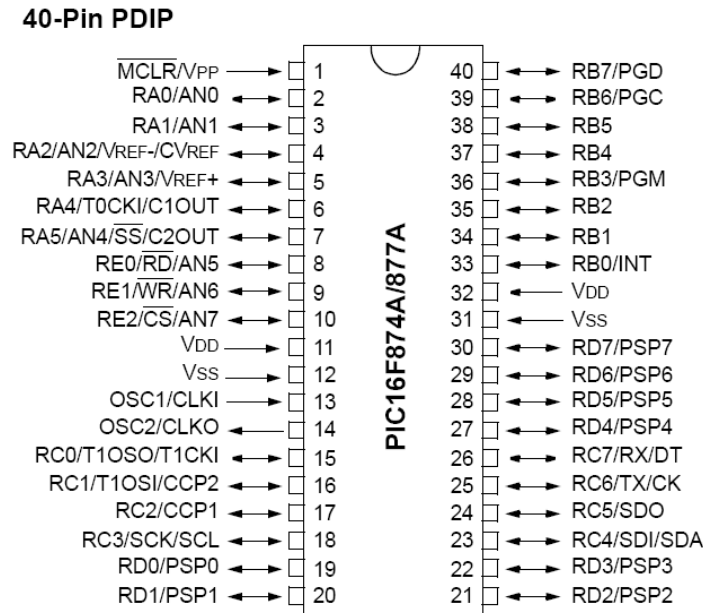 40-Pin PDIP
MCLR/VPP 1 40 RB7/PGD
RA0/AN0 2 39 RB6/PGC
RA1/AN1 3 38 RB5
RA2/AN2/VREF-/CVREF 4 37 RB4
RA3/AN3/VREF+ 5 36 RB3/PGM
RA4/T0CKI/C1OUT 6 35 RB2
RA5/AN4/SS/C2OUT 7 34 RB1
RE0/RD/AN5 8 33 RB0/INT
RE1/WR/AN6 9 32 VDD
RE2/CS/AN7 10 31 VSS
VDD 11 30 RD7/PSP7
VSS 12 29 RD6/PSP6
OSC1/CLKI 13 28 RD5/PSP5
OSC2/CLKO 14 27 RD4/PSP4
RC0/T1OSO/T1CKI 15 26 RC7/RX/DT
RC1/T1OSI/CCP2 16 25 RC6/TX/CK
RC2/CCP1 17 24 RC5/SDO
RC3/SCK/SCL 18 23 RC4/SDI/SDA
RD0/PSP0 19 22 RD3/PSP3
RD1/PSP1 20 21 RD2/PSP2
PIC16F874A/877A